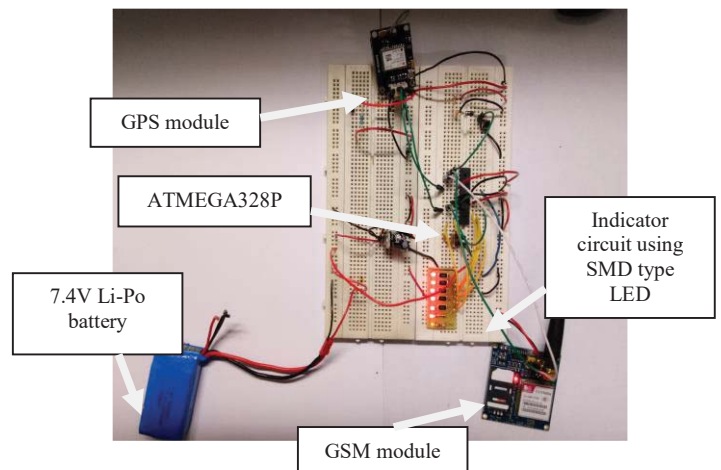 GPS module
ATMEGA328P
Indicator
circuit using
SMD type
LED
7.4V Li-Po
battery
GSM module